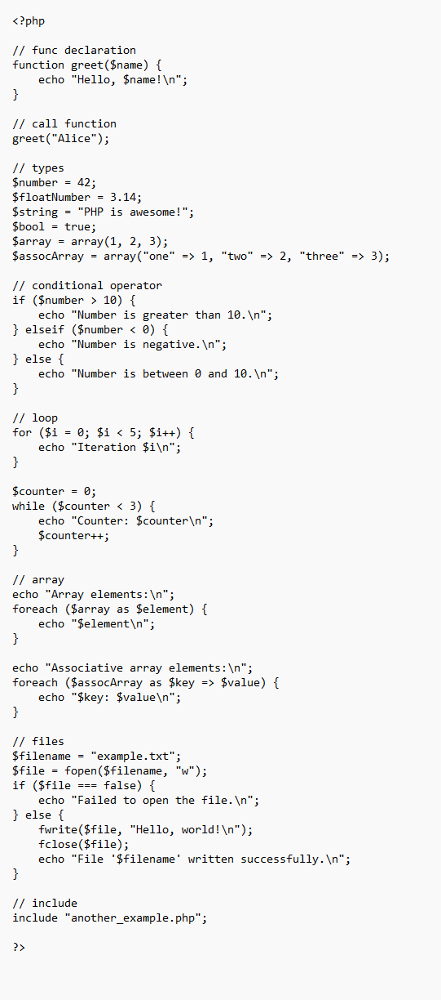 <?php

// func declaration
function greet($name) {
    echo "Hello, $name!\n";
}

// call function
greet("Alice");

// types
$number = 42;
$floatNumber = 3.14;
$string = "PHP is awesome!";
$bool = true;
$array = array(1, 2, 3);
$assocArray = array("one" => 1, "two" => 2, "three" => 3);

// conditional operator
if ($number > 10) {
    echo "Number is greater than 10.\n";
} elseif ($number < 0) {
    echo "Number is negative.\n";
} else {
    echo "Number is between 0 and 10.\n";
}

// loop
for ($i = 0; $i < 5; $i++) {
    echo "Iteration $i\n";
}

$counter = 0;
while ($counter < 3) {
    echo "Counter: $counter\n";
    $counter++;
}

// array
echo "Array elements:\n";
foreach ($array as $element) {
    echo "$element\n";
}

echo "Associative array elements:\n";
foreach ($assocArray as $key => $value) {
    echo "$key: $value\n";
}

// files
$filename = "example.txt";
$file = fopen($filename, "w");
if ($file === false) {
    echo "Failed to open the file.\n";
} else {
    fwrite($file, "Hello, world!\n");
    fclose($file);
    echo "File '$filename' written successfully.\n";
}

// include
include "another_example.php";

?>